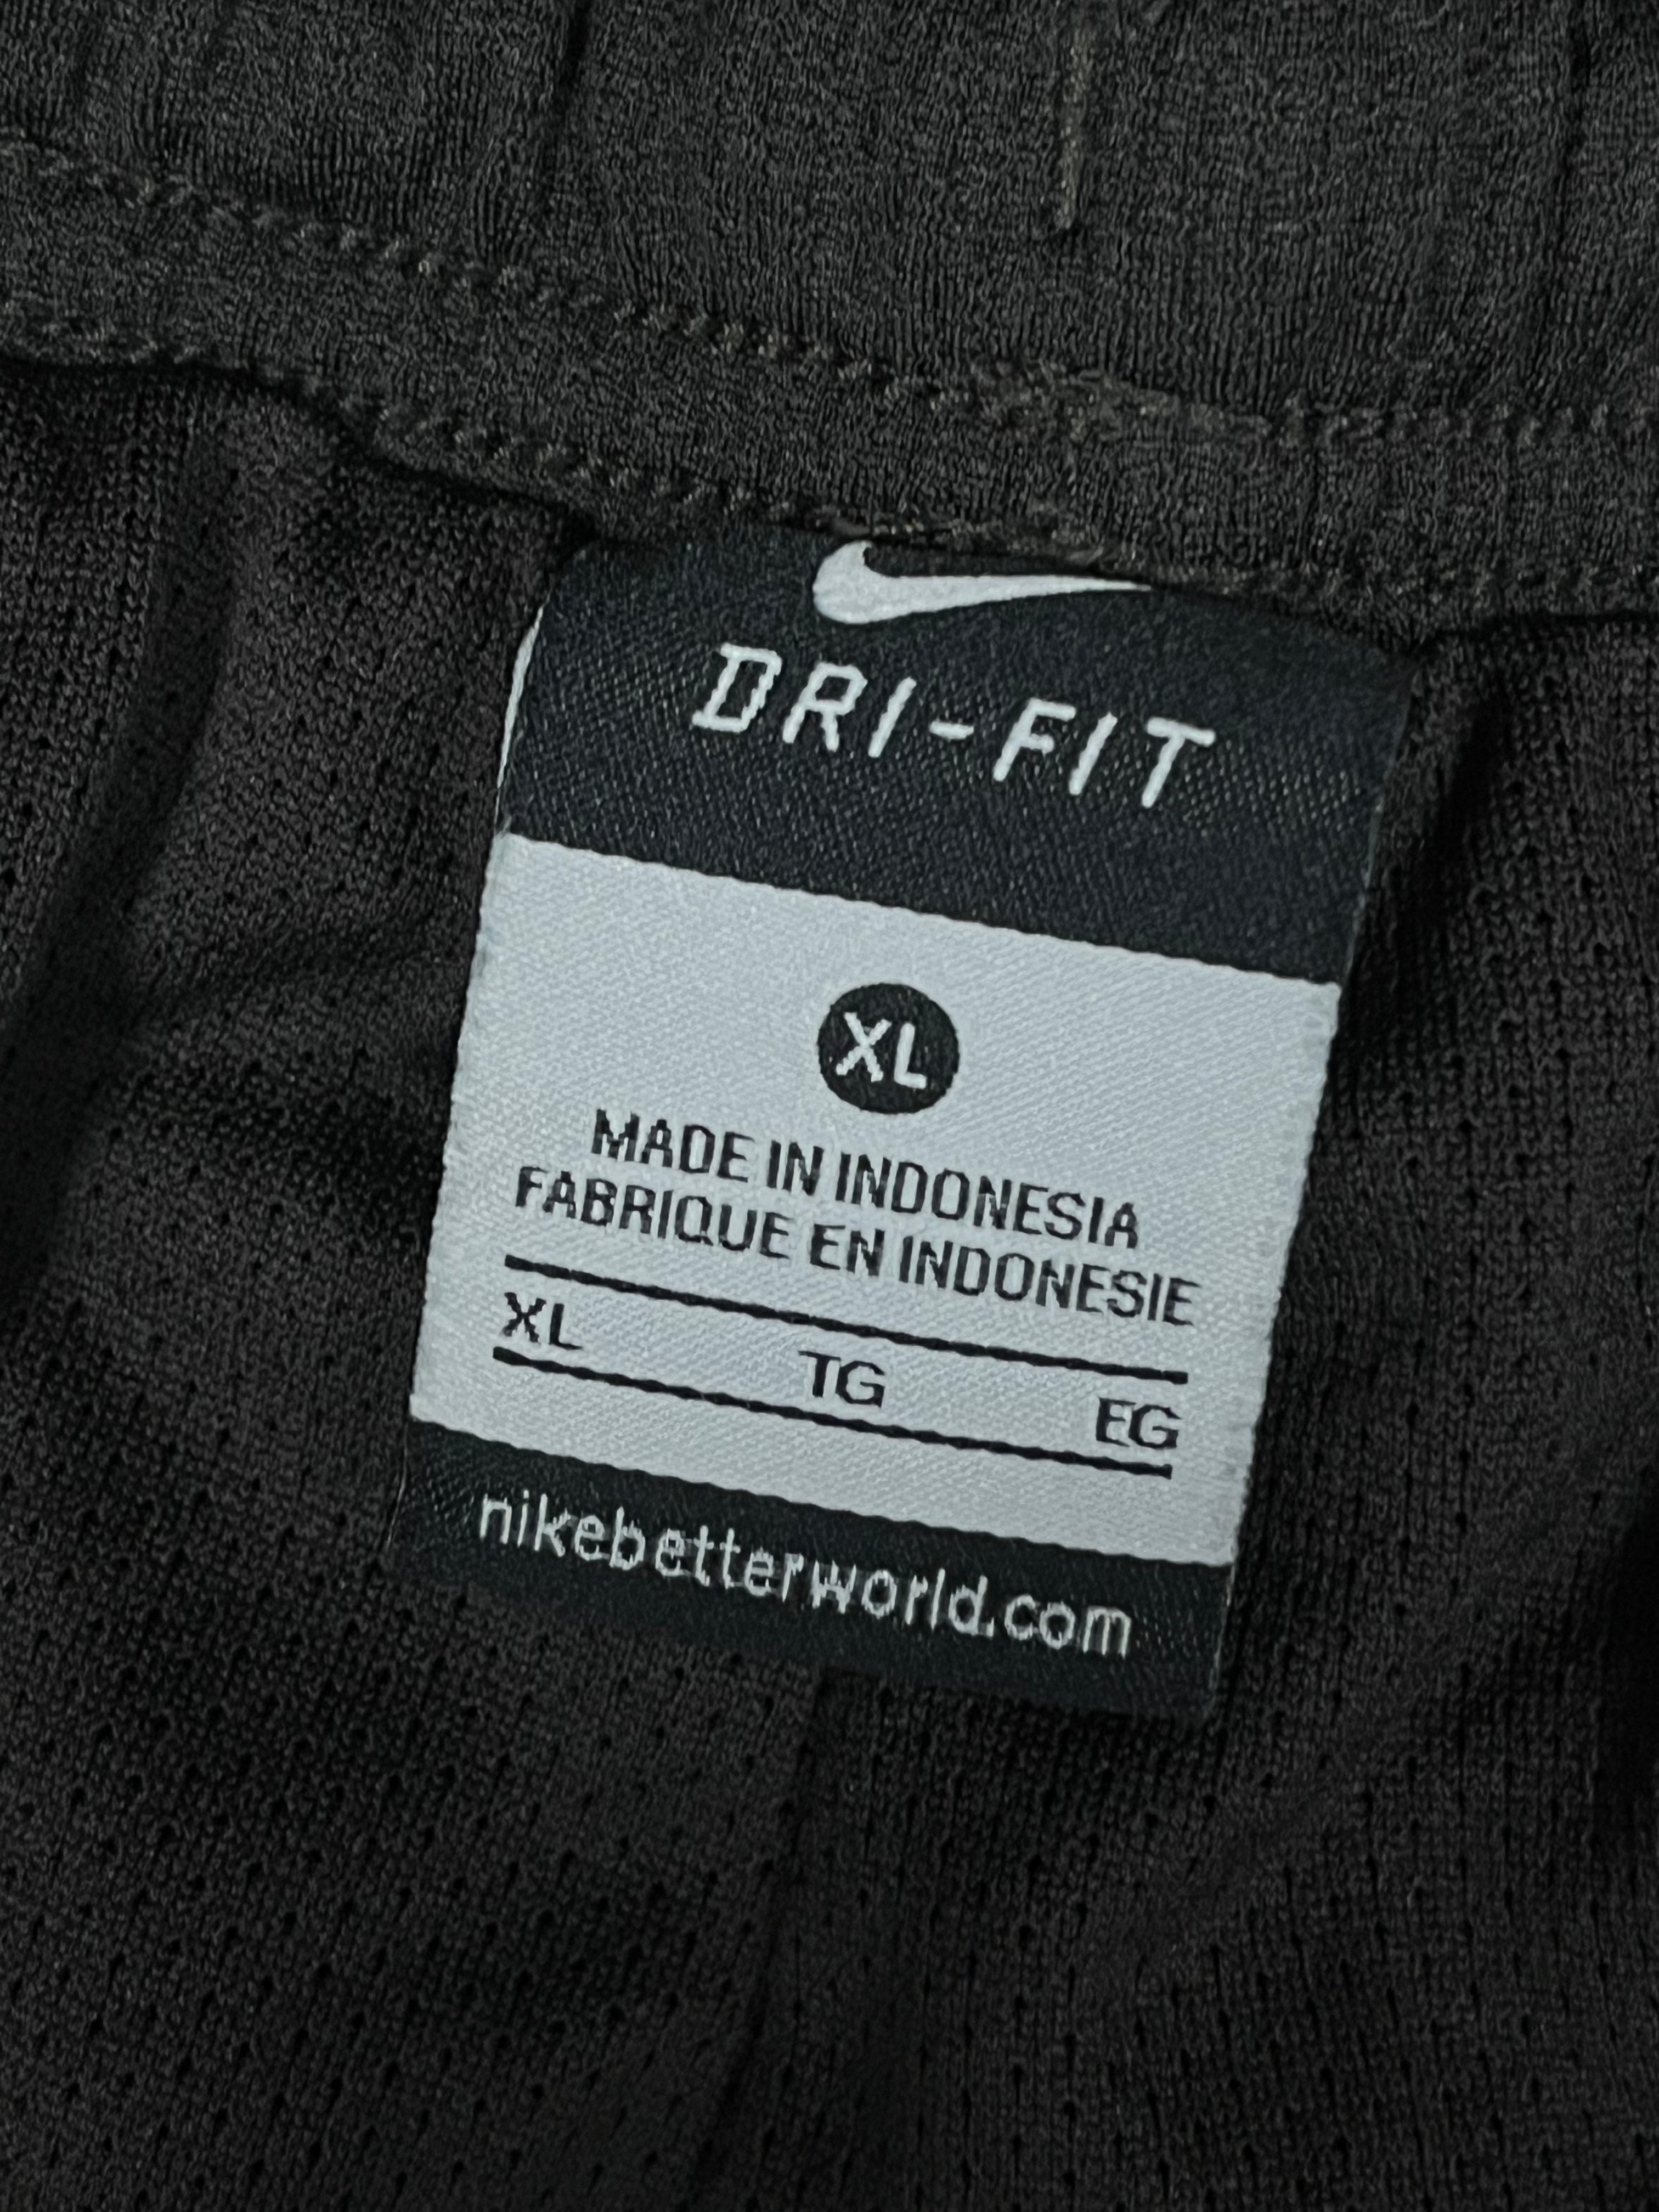 DRI-FIT
XL
MADE IN INDONESIA
FABRIQUE EN INDONESIE
XL TG EG
nikebetterworld.com